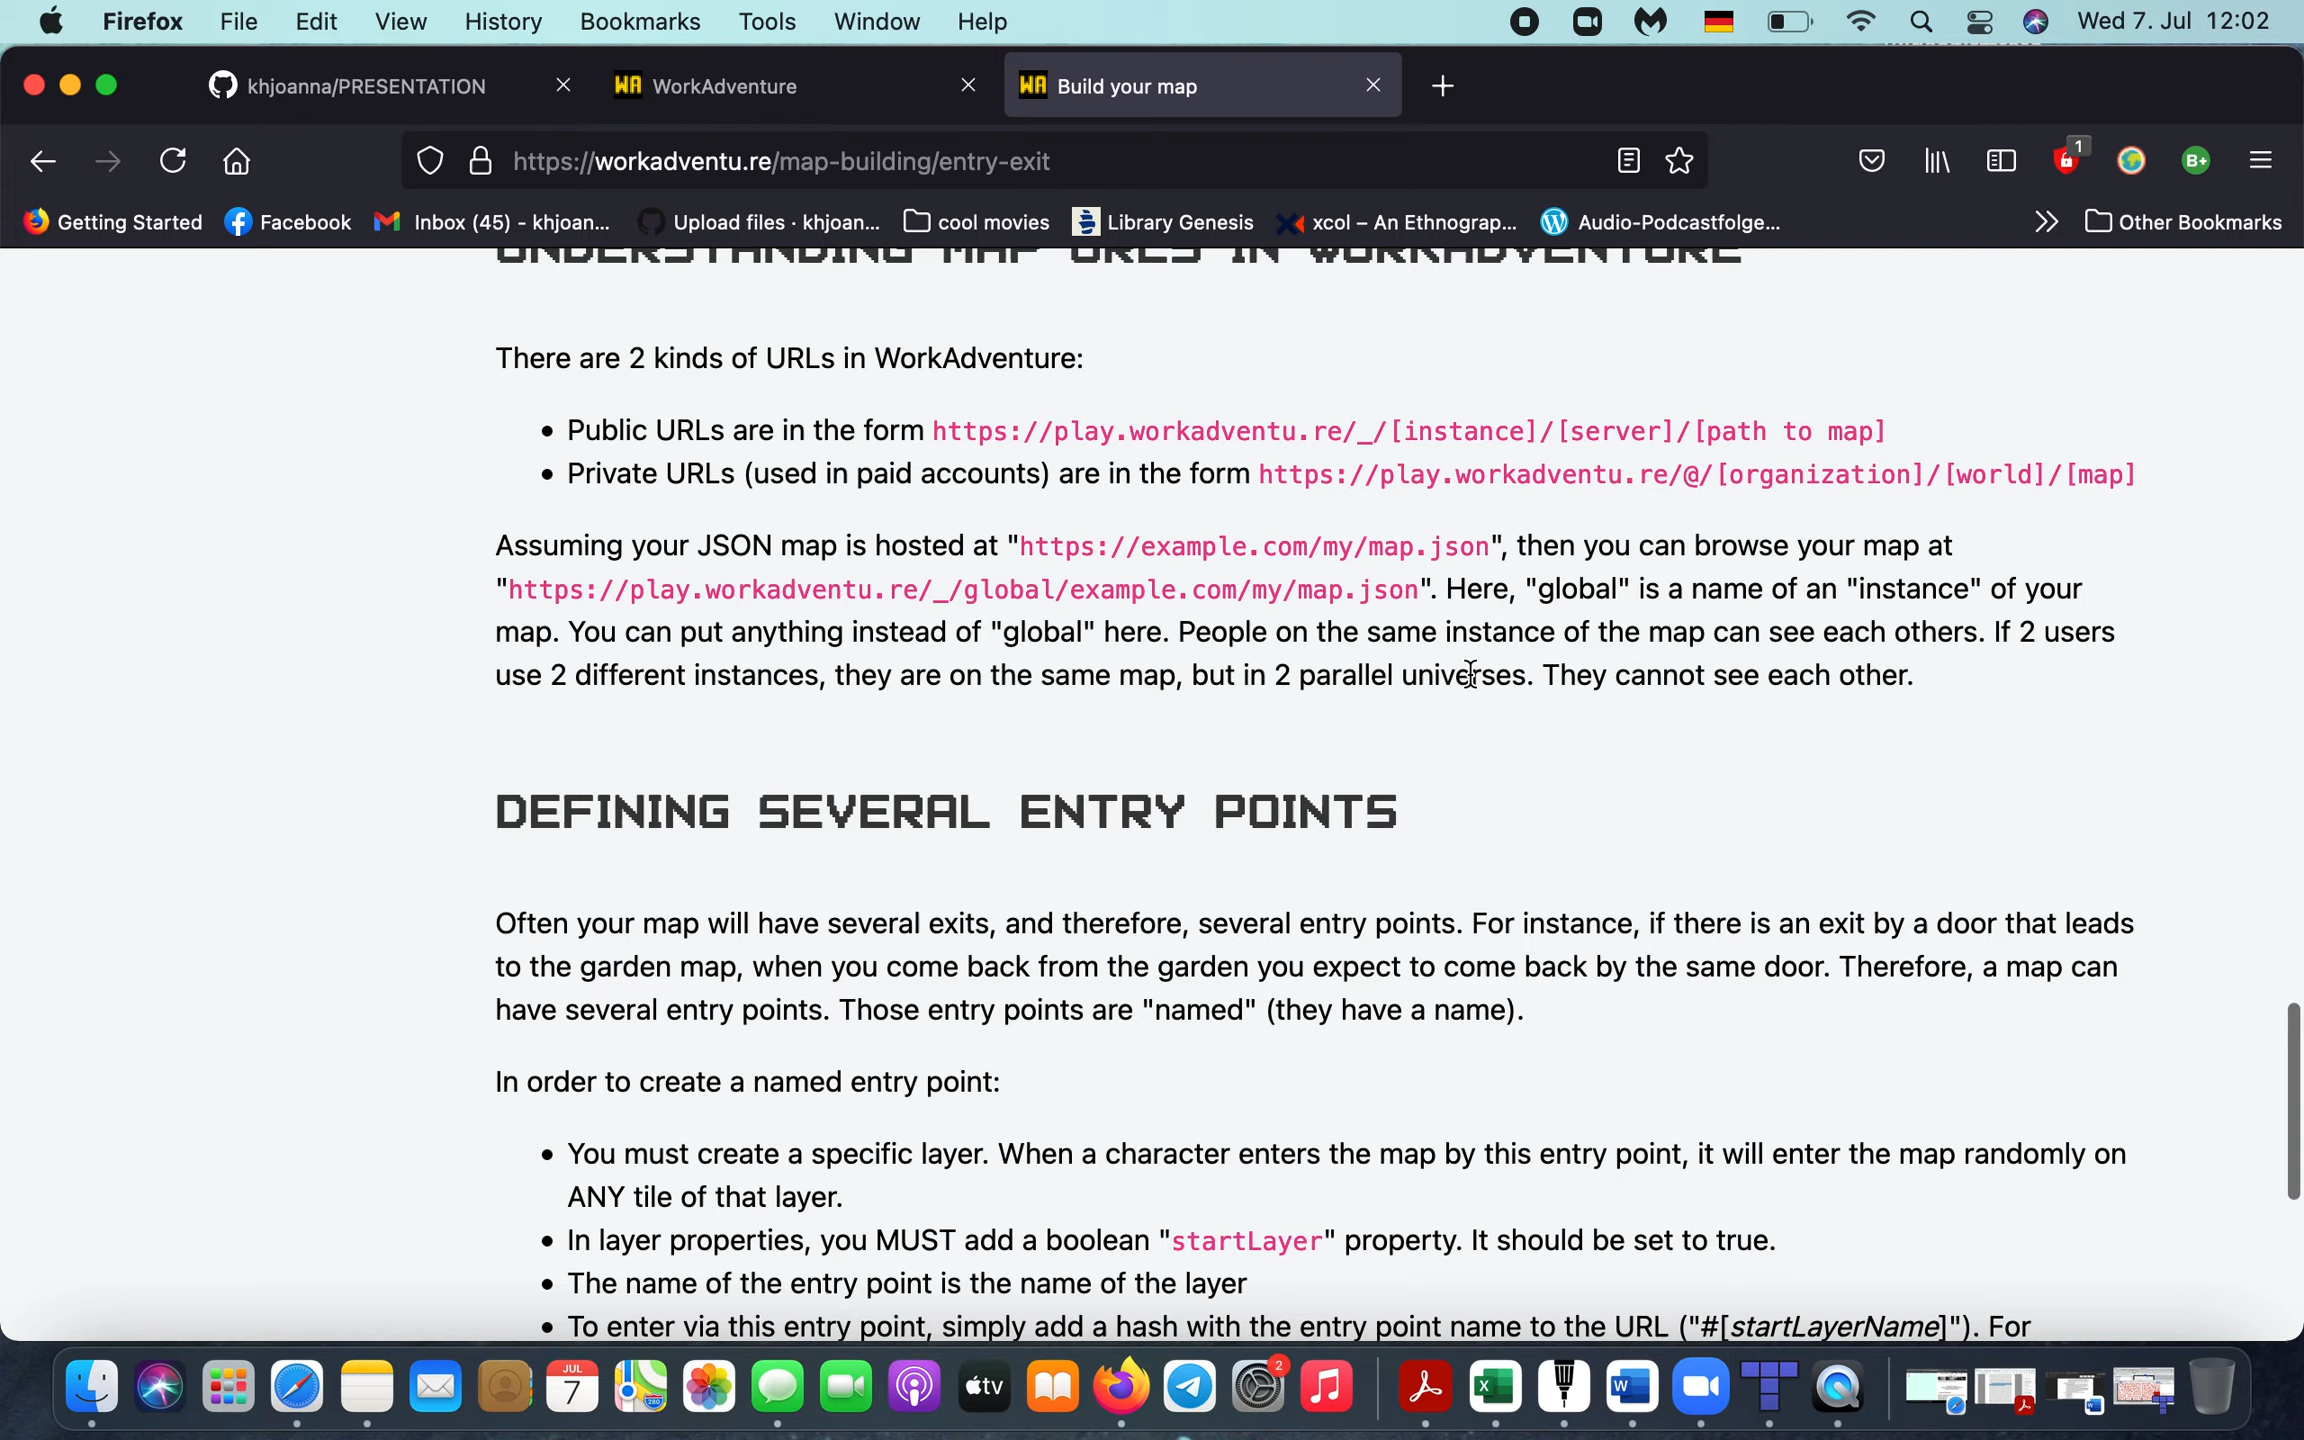 Firefox File Edit View History Bookmarks Tools Window Help Wed 7. Jul 12:02
khjoanna/PRESENTATION WA WorkAdventure WA Build your map
https://workadventu.re/map-building/entry-exit 1 B+
Getting Started Facebook Inbox (45) - khjoan... Upload files · khjoan... cool movies Library Genesis xcol – An Ethnograp... Audio-Podcastfolge... Other Bookmarks
UNDERSTANDING MAP URLS IN WORKADVENTURE
There are 2 kinds of URLs in WorkAdventure:
• Public URLs are in the form https://play.workadventu.re/_/[instance]/[server]/[path to map]
• Private URLs (used in paid accounts) are in the form https://play.workadventu.re/@/[organization]/[world]/[map]
Assuming your JSON map is hosted at "https://example.com/my/map.json", then you can browse your map at
"https://play.workadventu.re/_/global/example.com/my/map.json". Here, "global" is a name of an "instance" of your
map. You can put anything instead of "global" here. People on the same instance of the map can see each others. If 2 users
use 2 different instances, they are on the same map, but in 2 parallel universes. They cannot see each other.
DEFINING SEVERAL ENTRY POINTS
Often your map will have several exits, and therefore, several entry points. For instance, if there is an exit by a door that leads
to the garden map, when you come back from the garden you expect to come back by the same door. Therefore, a map can
have several entry points. Those entry points are "named" (they have a name).
In order to create a named entry point:
• You must create a specific layer. When a character enters the map by this entry point, it will enter the map randomly on
ANY tile of that layer.
• In layer properties, you MUST add a boolean "startLayer" property. It should be set to true.
• The name of the entry point is the name of the layer
• To enter via this entry point, simply add a hash with the entry point name to the URL ("#[startLayerName]"). For
JUL
7 280 tv 2 X W